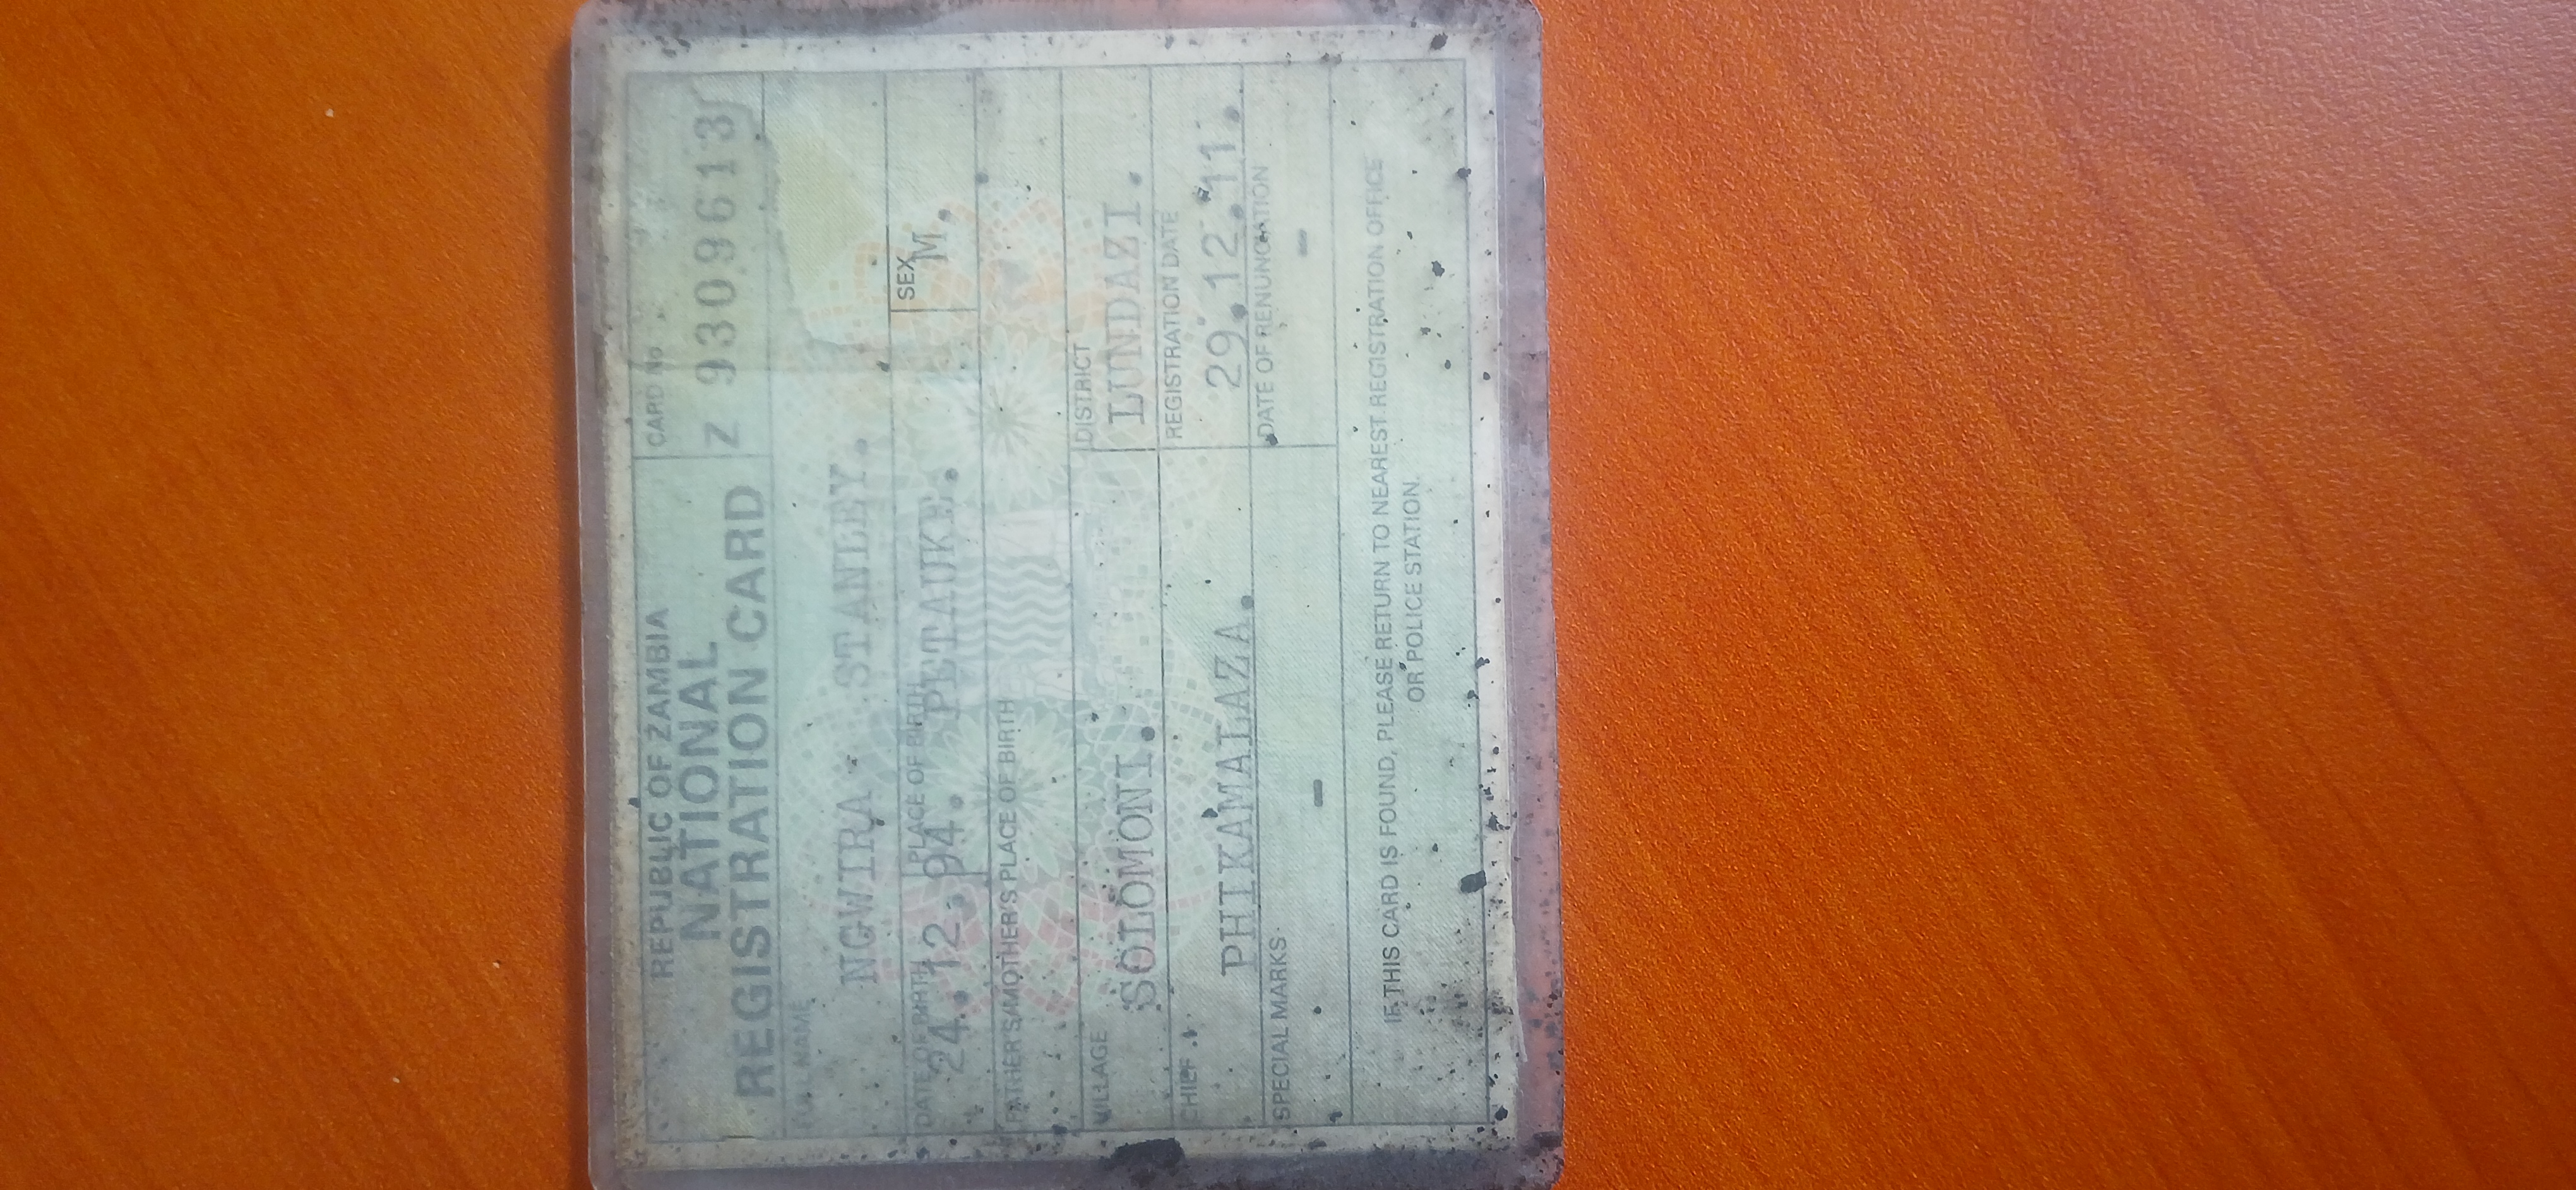 REPUBLIC OF ZAMBIA
NATIONAL
REGISTRATION CARD
CARD No
Z 9309613
FULL NAME
NGWIRA STANLEY.
DATE OF BIRTH
24.12.94.
PLACE OF BIRTH
PETAUKE.
SEX
M.
FATHER'S/MOTHER'S PLACE OF BIRTH
VILLAGE
SOLOMONI.
DISTRICT
LUNDAZI.
CHIEF
PHIKAMALAZA.
REGISTRATION DATE
29.12.11.
SPECIAL MARKS
-
DATE OF RENUNCIATION
-
IF THIS CARD IS FOUND, PLEASE RETURN TO NEAREST REGISTRATION OFFICE
OR POLICE STATION.